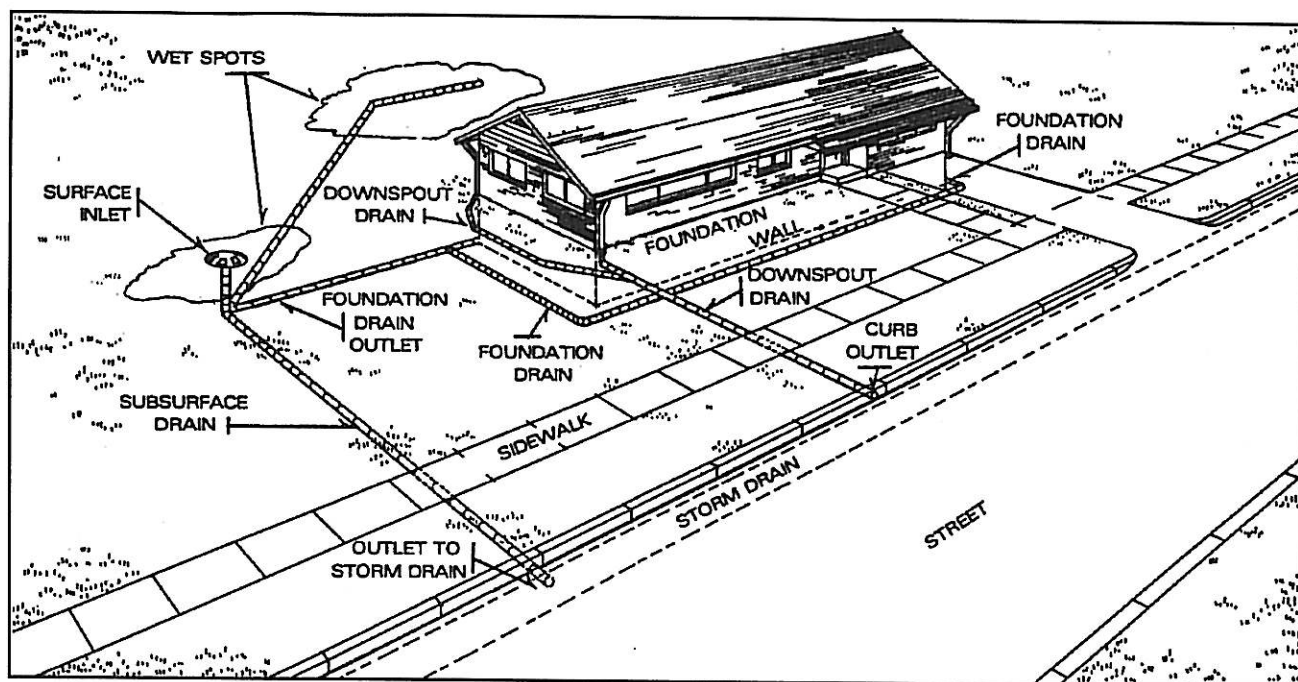 WET SPOTS
SURFACE
INLET
DOWNSPOUT
DRAIN
FOUNDATION
DRAIN
FOUNDATION
WALL
DOWNSPOUT
DRAIN
FOUNDATION
DRAIN
OUTLET
FOUNDATION
DRAIN
CURB
OUTLET
SUBSURFACE
DRAIN
SIDEWALK
STORM DRAIN
STREET
OUTLET TO
STORM DRAIN